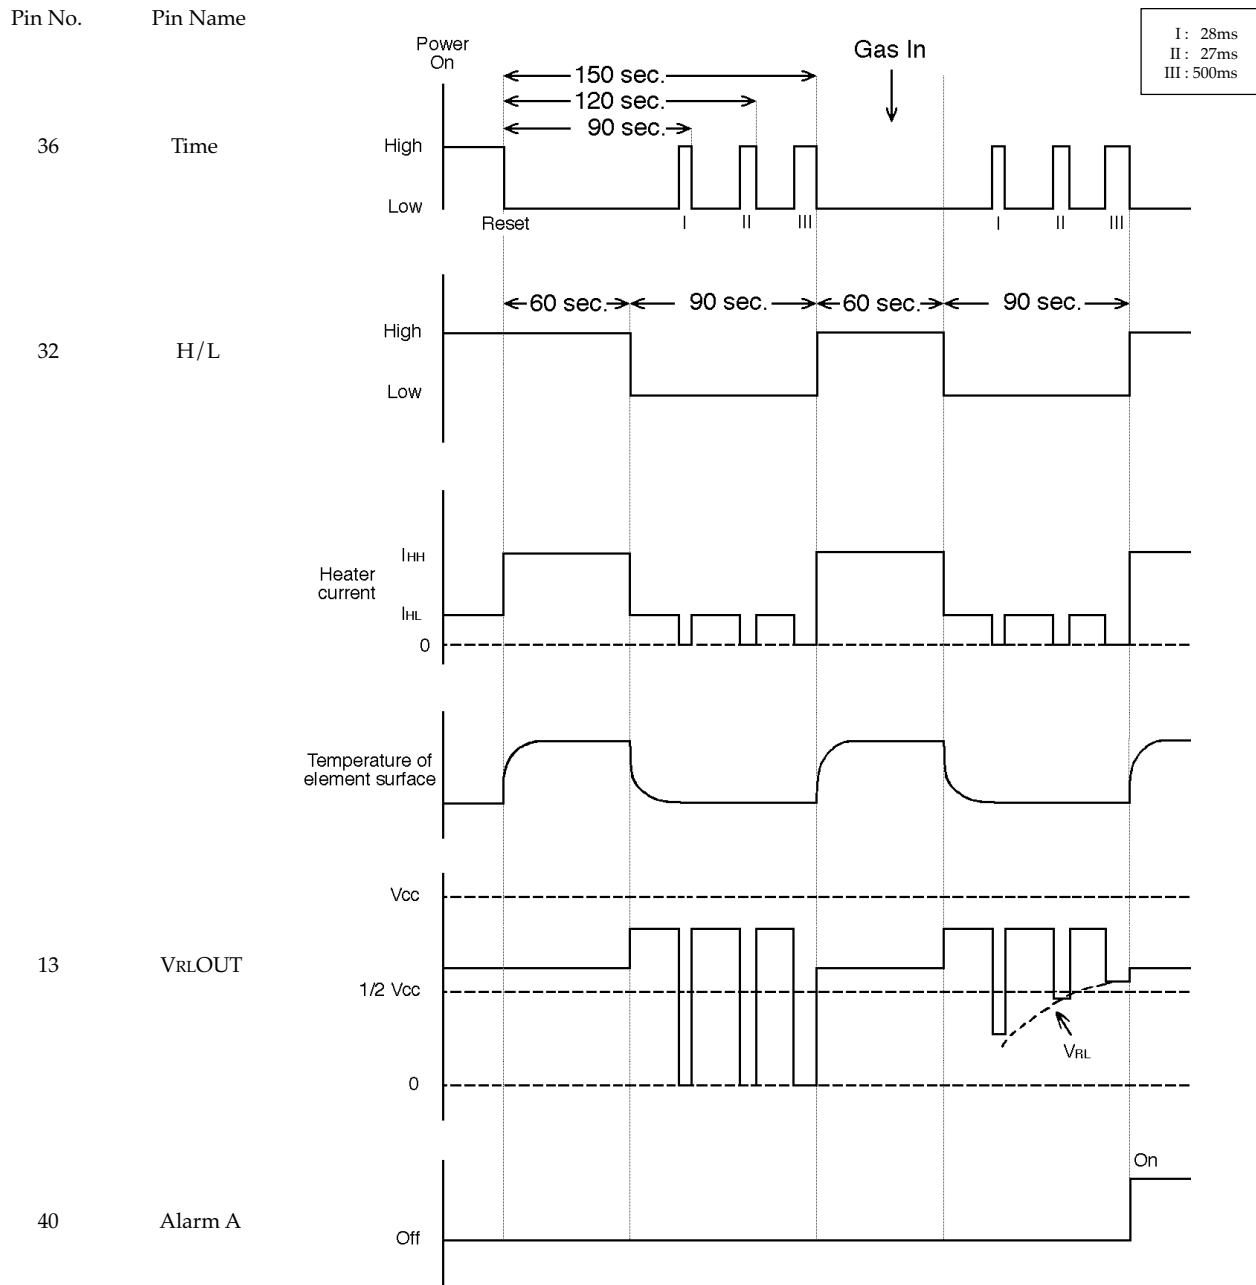 Pin No. Pin Name
Power On
Gas In
I : 28ms
II : 27ms
III : 500ms
150 sec.
120 sec.
90 sec.
36 Time
High
Low
Reset I II III I II III
60 sec. 90 sec. 60 sec. 90 sec.
32 H/L
High
Low
Heater current
IHH
IHL
0
Temperature of element surface
Vcc
13 VRLOUT
1/2 Vcc
VRL
0
On
40 Alarm A
Off